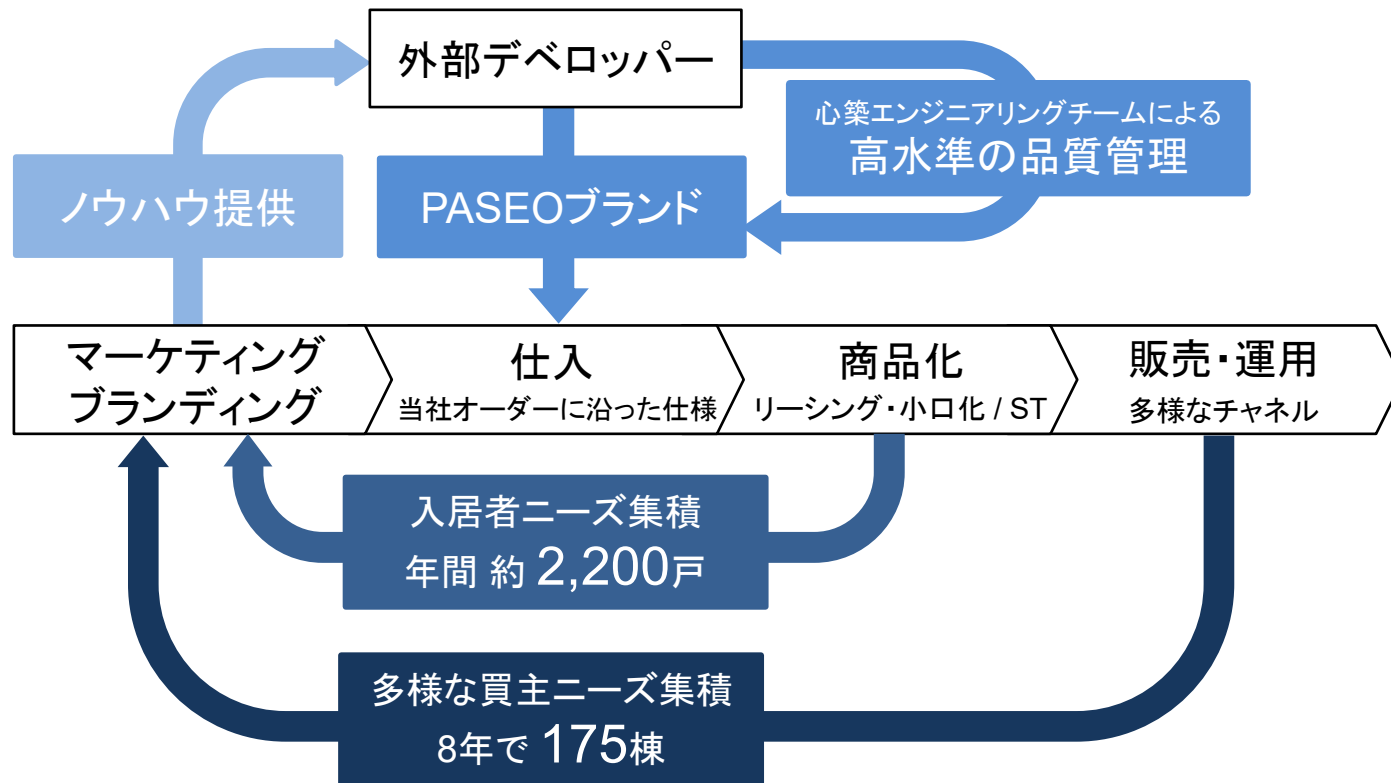 外部デベロッパー
心築エンジニアリングチームによる
高水準の品質管理
ノウハウ提供
PASEOブランド
マーケティング
ブランディング
仕入
当社オーダーに沿った仕様
商品化
リーシング・小口化 / ST
販売・運用
多様なチャネル
入居者ニーズ集積
年間 約 2,200戸
多様な買主ニーズ集積
8年で 175棟